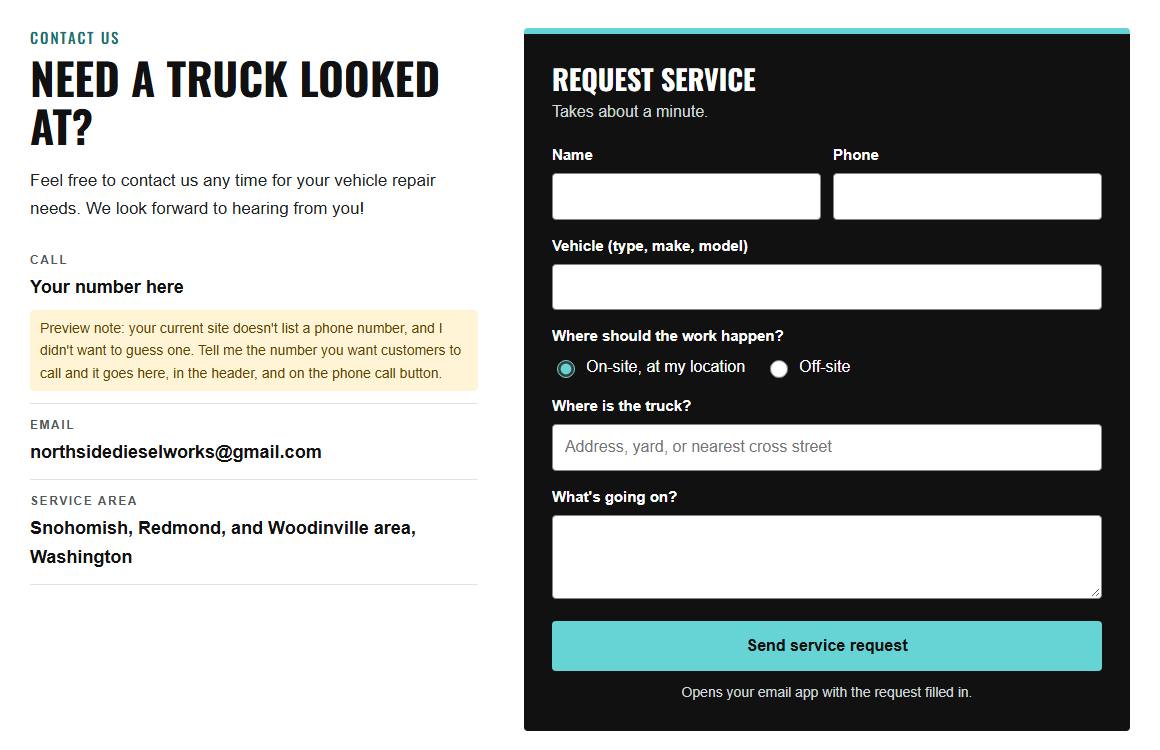 CONTACT US
NEED A TRUCK LOOKED
AT?
Feel free to contact us any time for your vehicle repair
needs. We look forward to hearing from you!
CALL
Your number here
Preview note: your current site doesn't list a phone number, and I
didn't want to guess one. Tell me the number you want customers to
call and it goes here, in the header, and on the phone call button.
EMAIL
northsidedieselworks@gmail.com
SERVICE AREA
Snohomish, Redmond, and Woodinville area,
Washington
REQUEST SERVICE
Takes about a minute.
Name
Phone
Vehicle (type, make, model)
Where should the work happen?
On-site, at my location
Off-site
Where is the truck?
Address, yard, or nearest cross street
What's going on?
Send service request
Opens your email app with the request filled in.